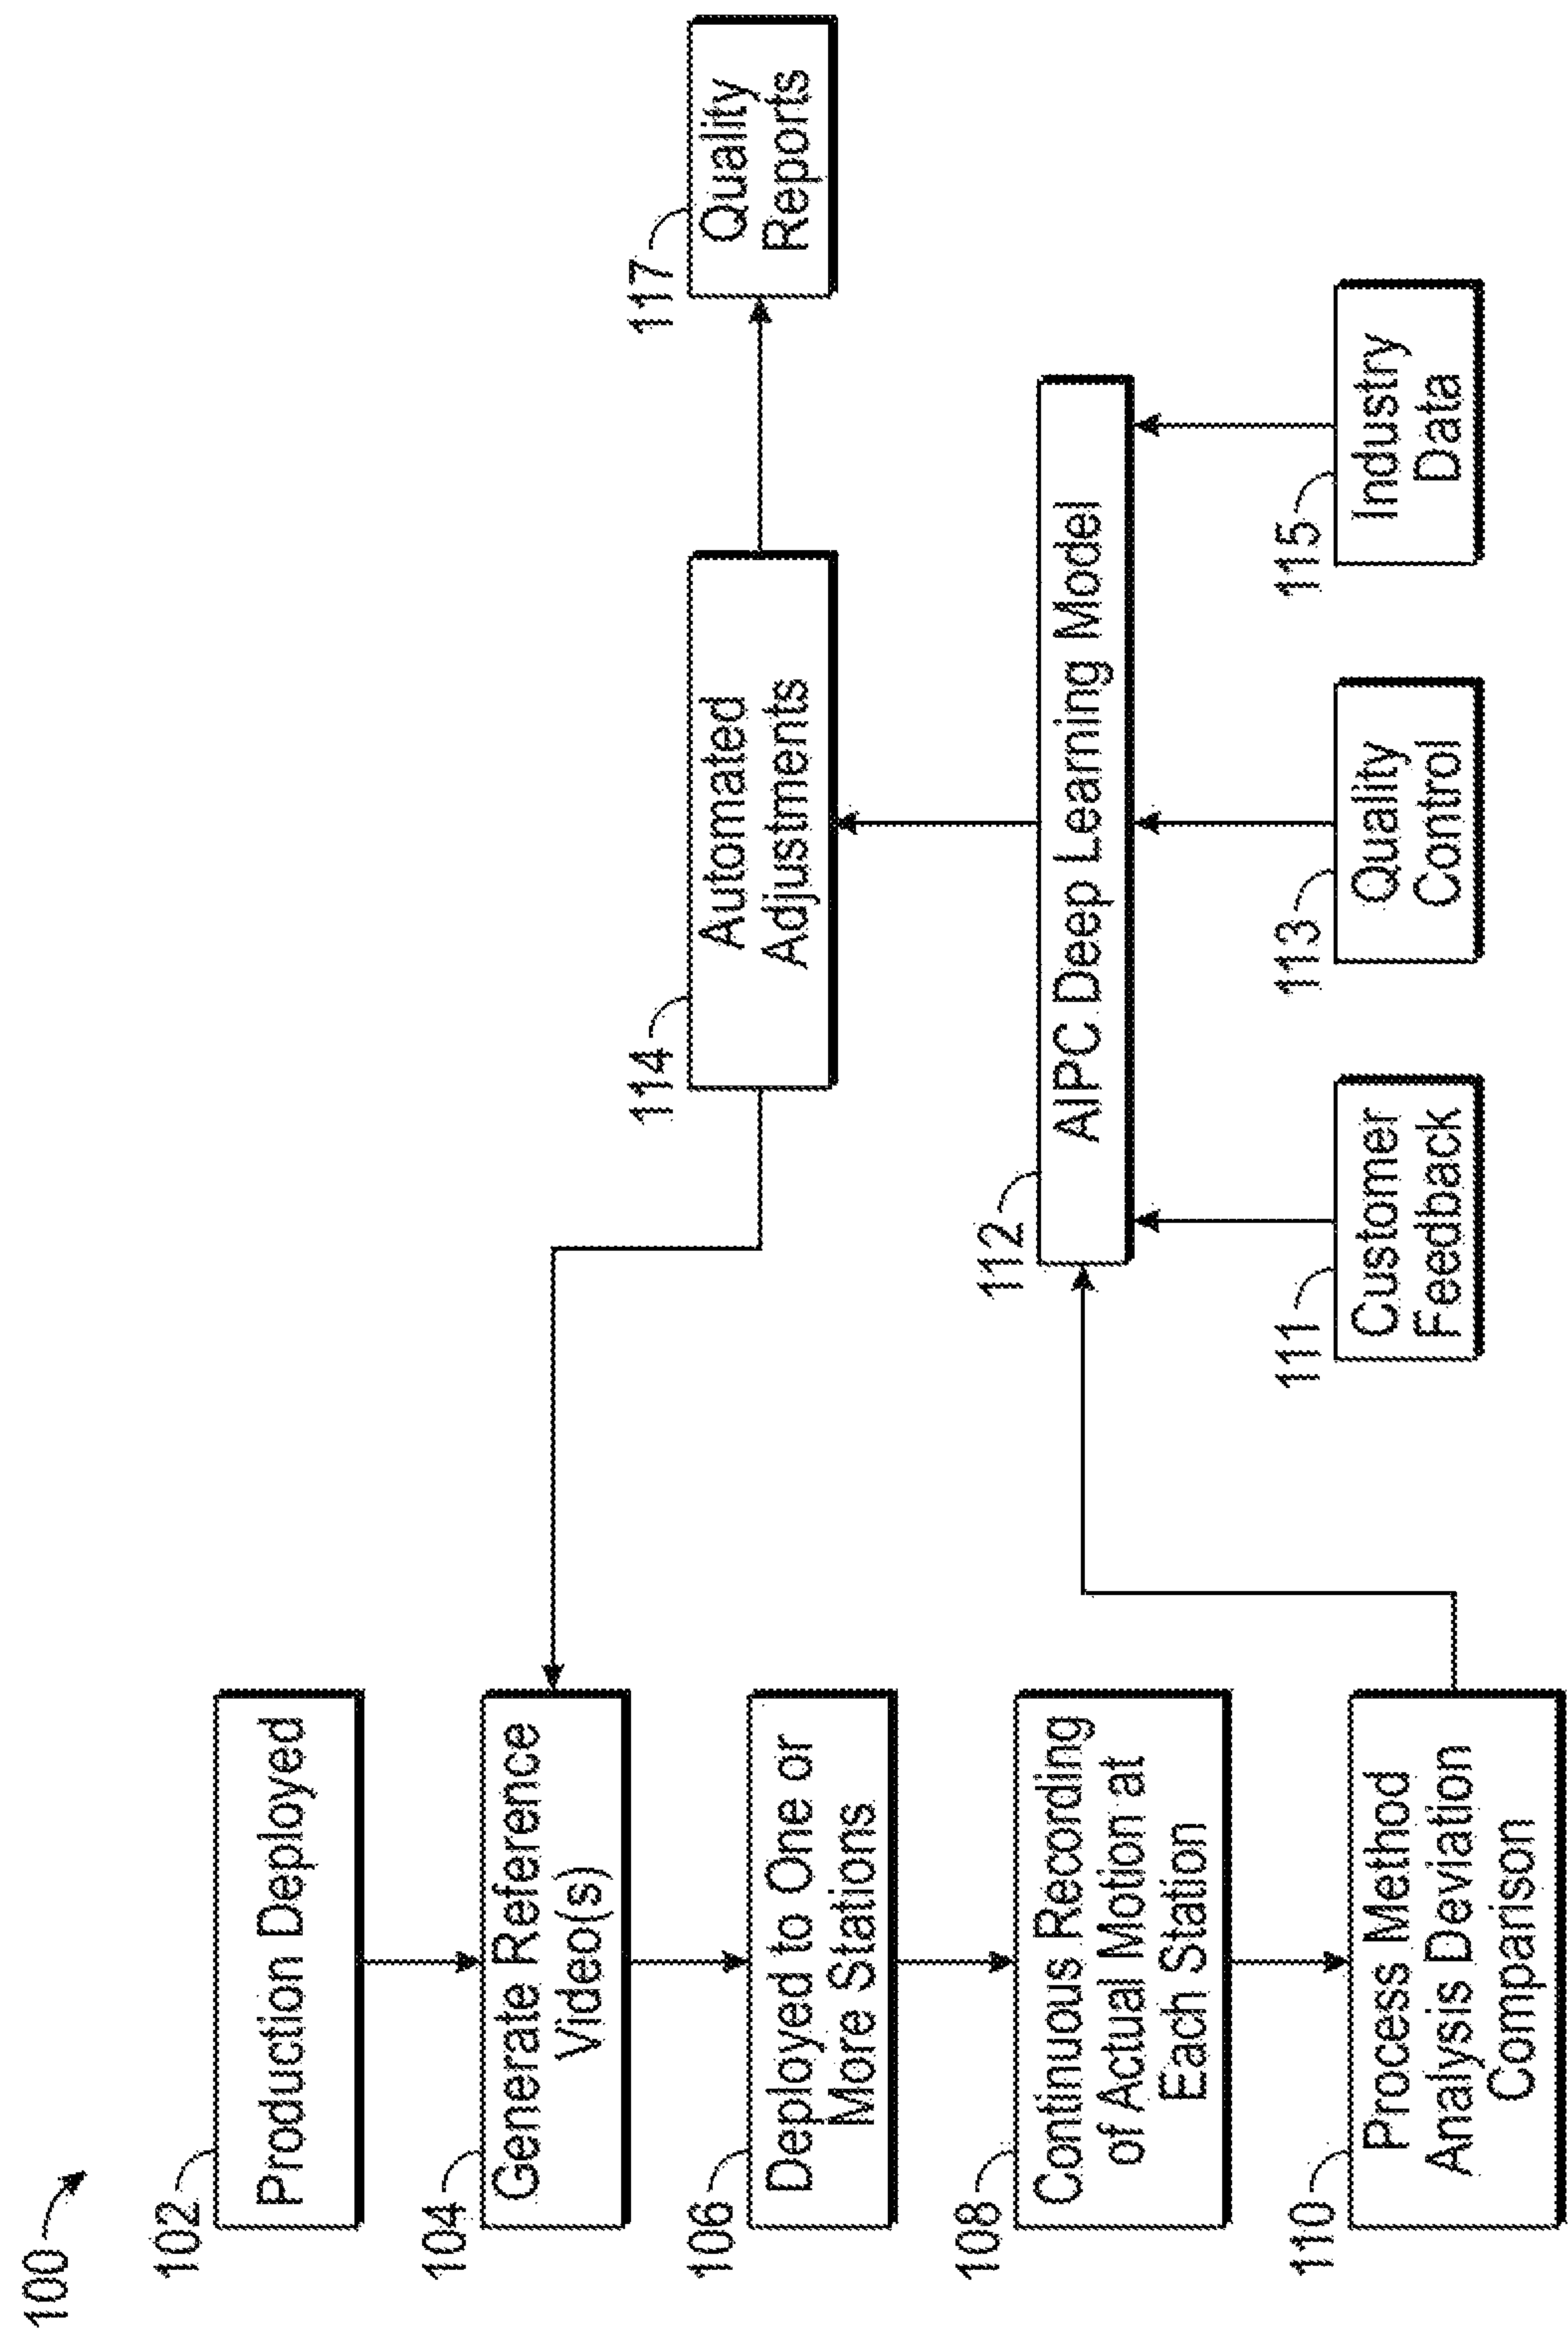 100
102
Production Deployed
104
Generate Reference
Video(s)
106
Deployed to One or
More Stations
108
Continuous Recording
of Actual Motion at
Each Station
110
Process Method
Analysis Deviation
Comparison
114
Automated
Adjustments
117
Quality
Reports
112
AIPC Deep Learning Model
111
Customer
Feedback
113
Quality
Control
115
Industry
Data